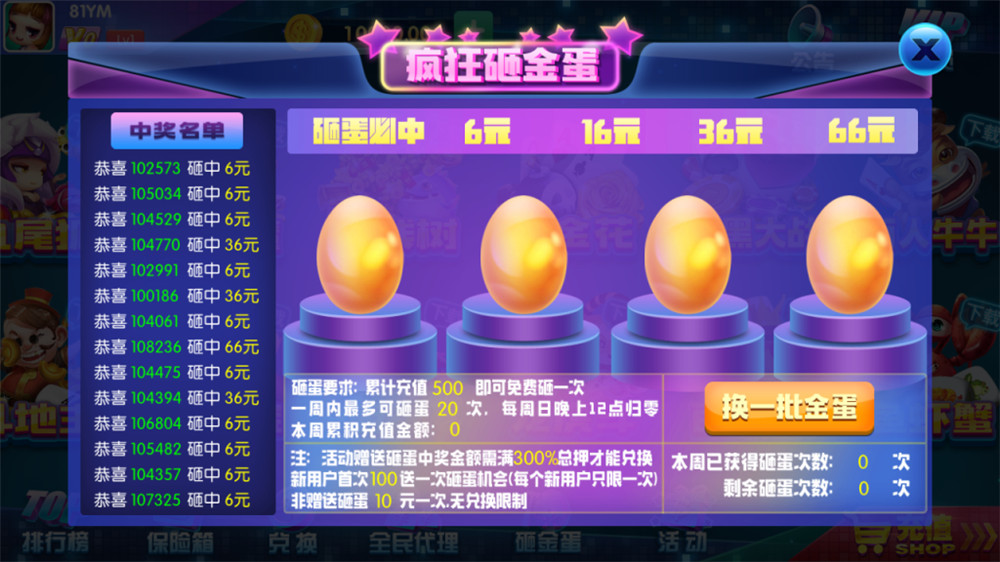 81YM
VIP
公告
疯狂砸金蛋
X
中奖名单
恭喜 102573 砸中 6元
恭喜 105034 砸中 6元
恭喜 104529 砸中 6元
恭喜 104770 砸中 36元
恭喜 102991 砸中 6元
恭喜 100186 砸中 36元
恭喜 104061 砸中 6元
恭喜 108236 砸中 66元
恭喜 104475 砸中 6元
恭喜 104394 砸中 36元
恭喜 106804 砸中 6元
恭喜 105482 砸中 6元
恭喜 104357 砸中 6元
恭喜 107325 砸中 6元
砸蛋必中 6元 16元 36元 66元
砸蛋要求: 累计充值 500 即可免费砸一次
一周内最多可砸蛋 20 次, 每周日晚上12点归零
本周累积充值金额: 0
换一批金蛋
注: 活动赠送砸蛋中奖金额需满300%总押才能兑换
新用户首次100送一次砸蛋机会(每个新用户只限一次)
非赠送砸蛋 10 元一次,无兑换限制
本周已获得砸蛋次数: 0 次
剩余砸蛋次数: 0 次
下载
牛牛
下载
排行榜 保险箱 兑换 全民代理 砸金蛋 活动 充值
SHOP